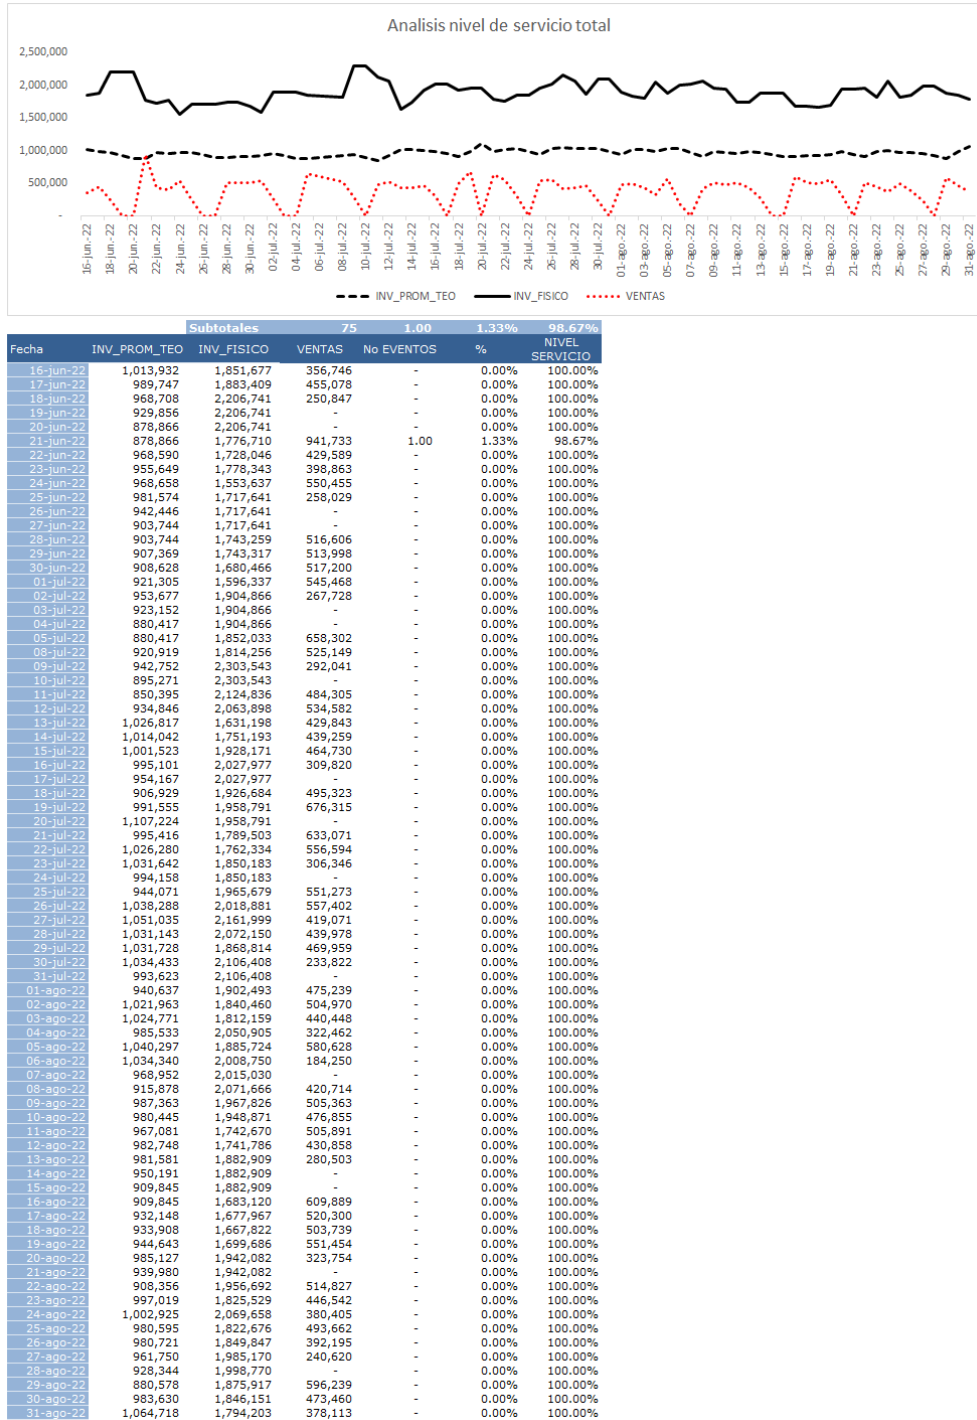 Analisis nivel de servicio total
2,500,000
2,000,000
1,500,000
1,000,000
500,000
-
16-jun.-22 18-jun.-22 20-jun.-22 22-jun.-22 24-jun.-22 26-jun.-22 28-jun.-22 30-jun.-22 02-jul.-22 04-jul.-22 06-jul.-22 08-jul.-22 10-jul.-22 12-jul.-22 14-jul.-22 16-jul.-22 18-jul.-22 20-jul.-22 22-jul.-22 24-jul.-22 26-jul.-22 28-jul.-22 30-jul.-22 01-ago.-22 03-ago.-22 05-ago.-22 07-ago.-22 09-ago.-22 11-ago.-22 13-ago.-22 15-ago.-22 17-ago.-22 19-ago.-22 21-ago.-22 23-ago.-22 25-ago.-22 27-ago.-22 29-ago.-22 31-ago.-22
INV_PROM_TEO INV_FISICO VENTAS
Subtotales 75 1.00 1.33% 98.67%
Fecha INV_PROM_TEO INV_FISICO VENTAS No EVENTOS % NIVEL SERVICIO
16-jun-22 1,013,932 1,851,677 356,746 - 0.00% 100.00%
17-jun-22 989,747 1,883,409 455,078 - 0.00% 100.00%
18-jun-22 968,708 2,206,741 250,847 - 0.00% 100.00%
19-jun-22 929,856 2,206,741 - - 0.00% 100.00%
20-jun-22 878,866 2,206,741 - - 0.00% 100.00%
21-jun-22 878,866 1,776,710 941,733 1.00 1.33% 98.67%
22-jun-22 968,590 1,728,046 429,589 - 0.00% 100.00%
23-jun-22 955,649 1,778,343 398,863 - 0.00% 100.00%
24-jun-22 968,658 1,553,637 550,455 - 0.00% 100.00%
25-jun-22 981,574 1,717,641 258,029 - 0.00% 100.00%
26-jun-22 942,446 1,717,641 - - 0.00% 100.00%
27-jun-22 903,744 1,717,641 - - 0.00% 100.00%
28-jun-22 903,744 1,743,259 516,606 - 0.00% 100.00%
29-jun-22 907,369 1,743,317 513,998 - 0.00% 100.00%
30-jun-22 908,628 1,680,466 517,200 - 0.00% 100.00%
01-jul-22 921,305 1,596,337 545,468 - 0.00% 100.00%
02-jul-22 953,677 1,904,866 267,728 - 0.00% 100.00%
03-jul-22 923,152 1,904,866 - - 0.00% 100.00%
04-jul-22 880,417 1,904,866 - - 0.00% 100.00%
05-jul-22 880,417 1,852,033 658,302 - 0.00% 100.00%
08-jul-22 920,919 1,814,256 525,149 - 0.00% 100.00%
09-jul-22 942,752 2,303,543 292,041 - 0.00% 100.00%
10-jul-22 895,271 2,303,543 - - 0.00% 100.00%
11-jul-22 850,395 2,124,836 484,305 - 0.00% 100.00%
12-jul-22 934,846 2,063,898 534,582 - 0.00% 100.00%
13-jul-22 1,026,817 1,631,198 429,843 - 0.00% 100.00%
14-jul-22 1,014,042 1,751,193 439,259 - 0.00% 100.00%
15-jul-22 1,001,523 1,928,171 464,730 - 0.00% 100.00%
16-jul-22 995,101 2,027,977 309,820 - 0.00% 100.00%
17-jul-22 954,167 2,027,977 - - 0.00% 100.00%
18-jul-22 906,929 1,926,684 495,323 - 0.00% 100.00%
19-jul-22 991,555 1,958,791 676,315 - 0.00% 100.00%
20-jul-22 1,107,224 1,958,791 - - 0.00% 100.00%
21-jul-22 995,416 1,789,503 633,071 - 0.00% 100.00%
22-jul-22 1,026,280 1,762,334 556,594 - 0.00% 100.00%
23-jul-22 1,031,642 1,850,183 306,346 - 0.00% 100.00%
24-jul-22 994,158 1,850,183 - - 0.00% 100.00%
25-jul-22 944,071 1,965,679 551,273 - 0.00% 100.00%
26-jul-22 1,038,288 2,018,881 557,402 - 0.00% 100.00%
27-jul-22 1,051,035 2,161,999 419,071 - 0.00% 100.00%
28-jul-22 1,031,143 2,072,150 439,978 - 0.00% 100.00%
29-jul-22 1,031,728 1,868,814 469,959 - 0.00% 100.00%
30-jul-22 1,034,433 2,106,408 233,822 - 0.00% 100.00%
31-jul-22 993,623 2,106,408 - - 0.00% 100.00%
01-ago-22 940,637 1,902,493 475,239 - 0.00% 100.00%
02-ago-22 1,021,963 1,840,460 504,970 - 0.00% 100.00%
03-ago-22 1,024,771 1,812,159 440,448 - 0.00% 100.00%
04-ago-22 985,533 2,050,905 322,462 - 0.00% 100.00%
05-ago-22 1,040,297 1,885,724 580,628 - 0.00% 100.00%
06-ago-22 1,034,340 2,008,750 184,250 - 0.00% 100.00%
07-ago-22 968,952 2,015,030 - - 0.00% 100.00%
08-ago-22 915,878 2,071,666 420,714 - 0.00% 100.00%
09-ago-22 987,363 1,967,826 505,363 - 0.00% 100.00%
10-ago-22 980,445 1,948,871 476,855 - 0.00% 100.00%
11-ago-22 967,081 1,742,670 505,891 - 0.00% 100.00%
12-ago-22 982,748 1,741,786 430,858 - 0.00% 100.00%
13-ago-22 981,581 1,882,909 280,503 - 0.00% 100.00%
14-ago-22 950,191 1,882,909 - - 0.00% 100.00%
15-ago-22 909,845 1,882,909 - - 0.00% 100.00%
16-ago-22 909,845 1,683,120 609,889 - 0.00% 100.00%
17-ago-22 932,148 1,677,967 520,300 - 0.00% 100.00%
18-ago-22 933,908 1,667,822 503,739 - 0.00% 100.00%
19-ago-22 944,643 1,699,686 551,454 - 0.00% 100.00%
20-ago-22 985,127 1,942,082 323,754 - 0.00% 100.00%
21-ago-22 939,980 1,942,082 - - 0.00% 100.00%
22-ago-22 908,356 1,956,692 514,827 - 0.00% 100.00%
23-ago-22 997,019 1,825,529 446,542 - 0.00% 100.00%
24-ago-22 1,002,925 2,069,658 380,405 - 0.00% 100.00%
25-ago-22 980,595 1,822,676 493,662 - 0.00% 100.00%
26-ago-22 980,721 1,849,847 392,195 - 0.00% 100.00%
27-ago-22 961,750 1,985,170 240,620 - 0.00% 100.00%
28-ago-22 928,344 1,998,770 - - 0.00% 100.00%
29-ago-22 880,578 1,875,917 596,239 - 0.00% 100.00%
30-ago-22 983,630 1,846,151 473,460 - 0.00% 100.00%
31-ago-22 1,064,718 1,794,203 378,113 - 0.00% 100.00%